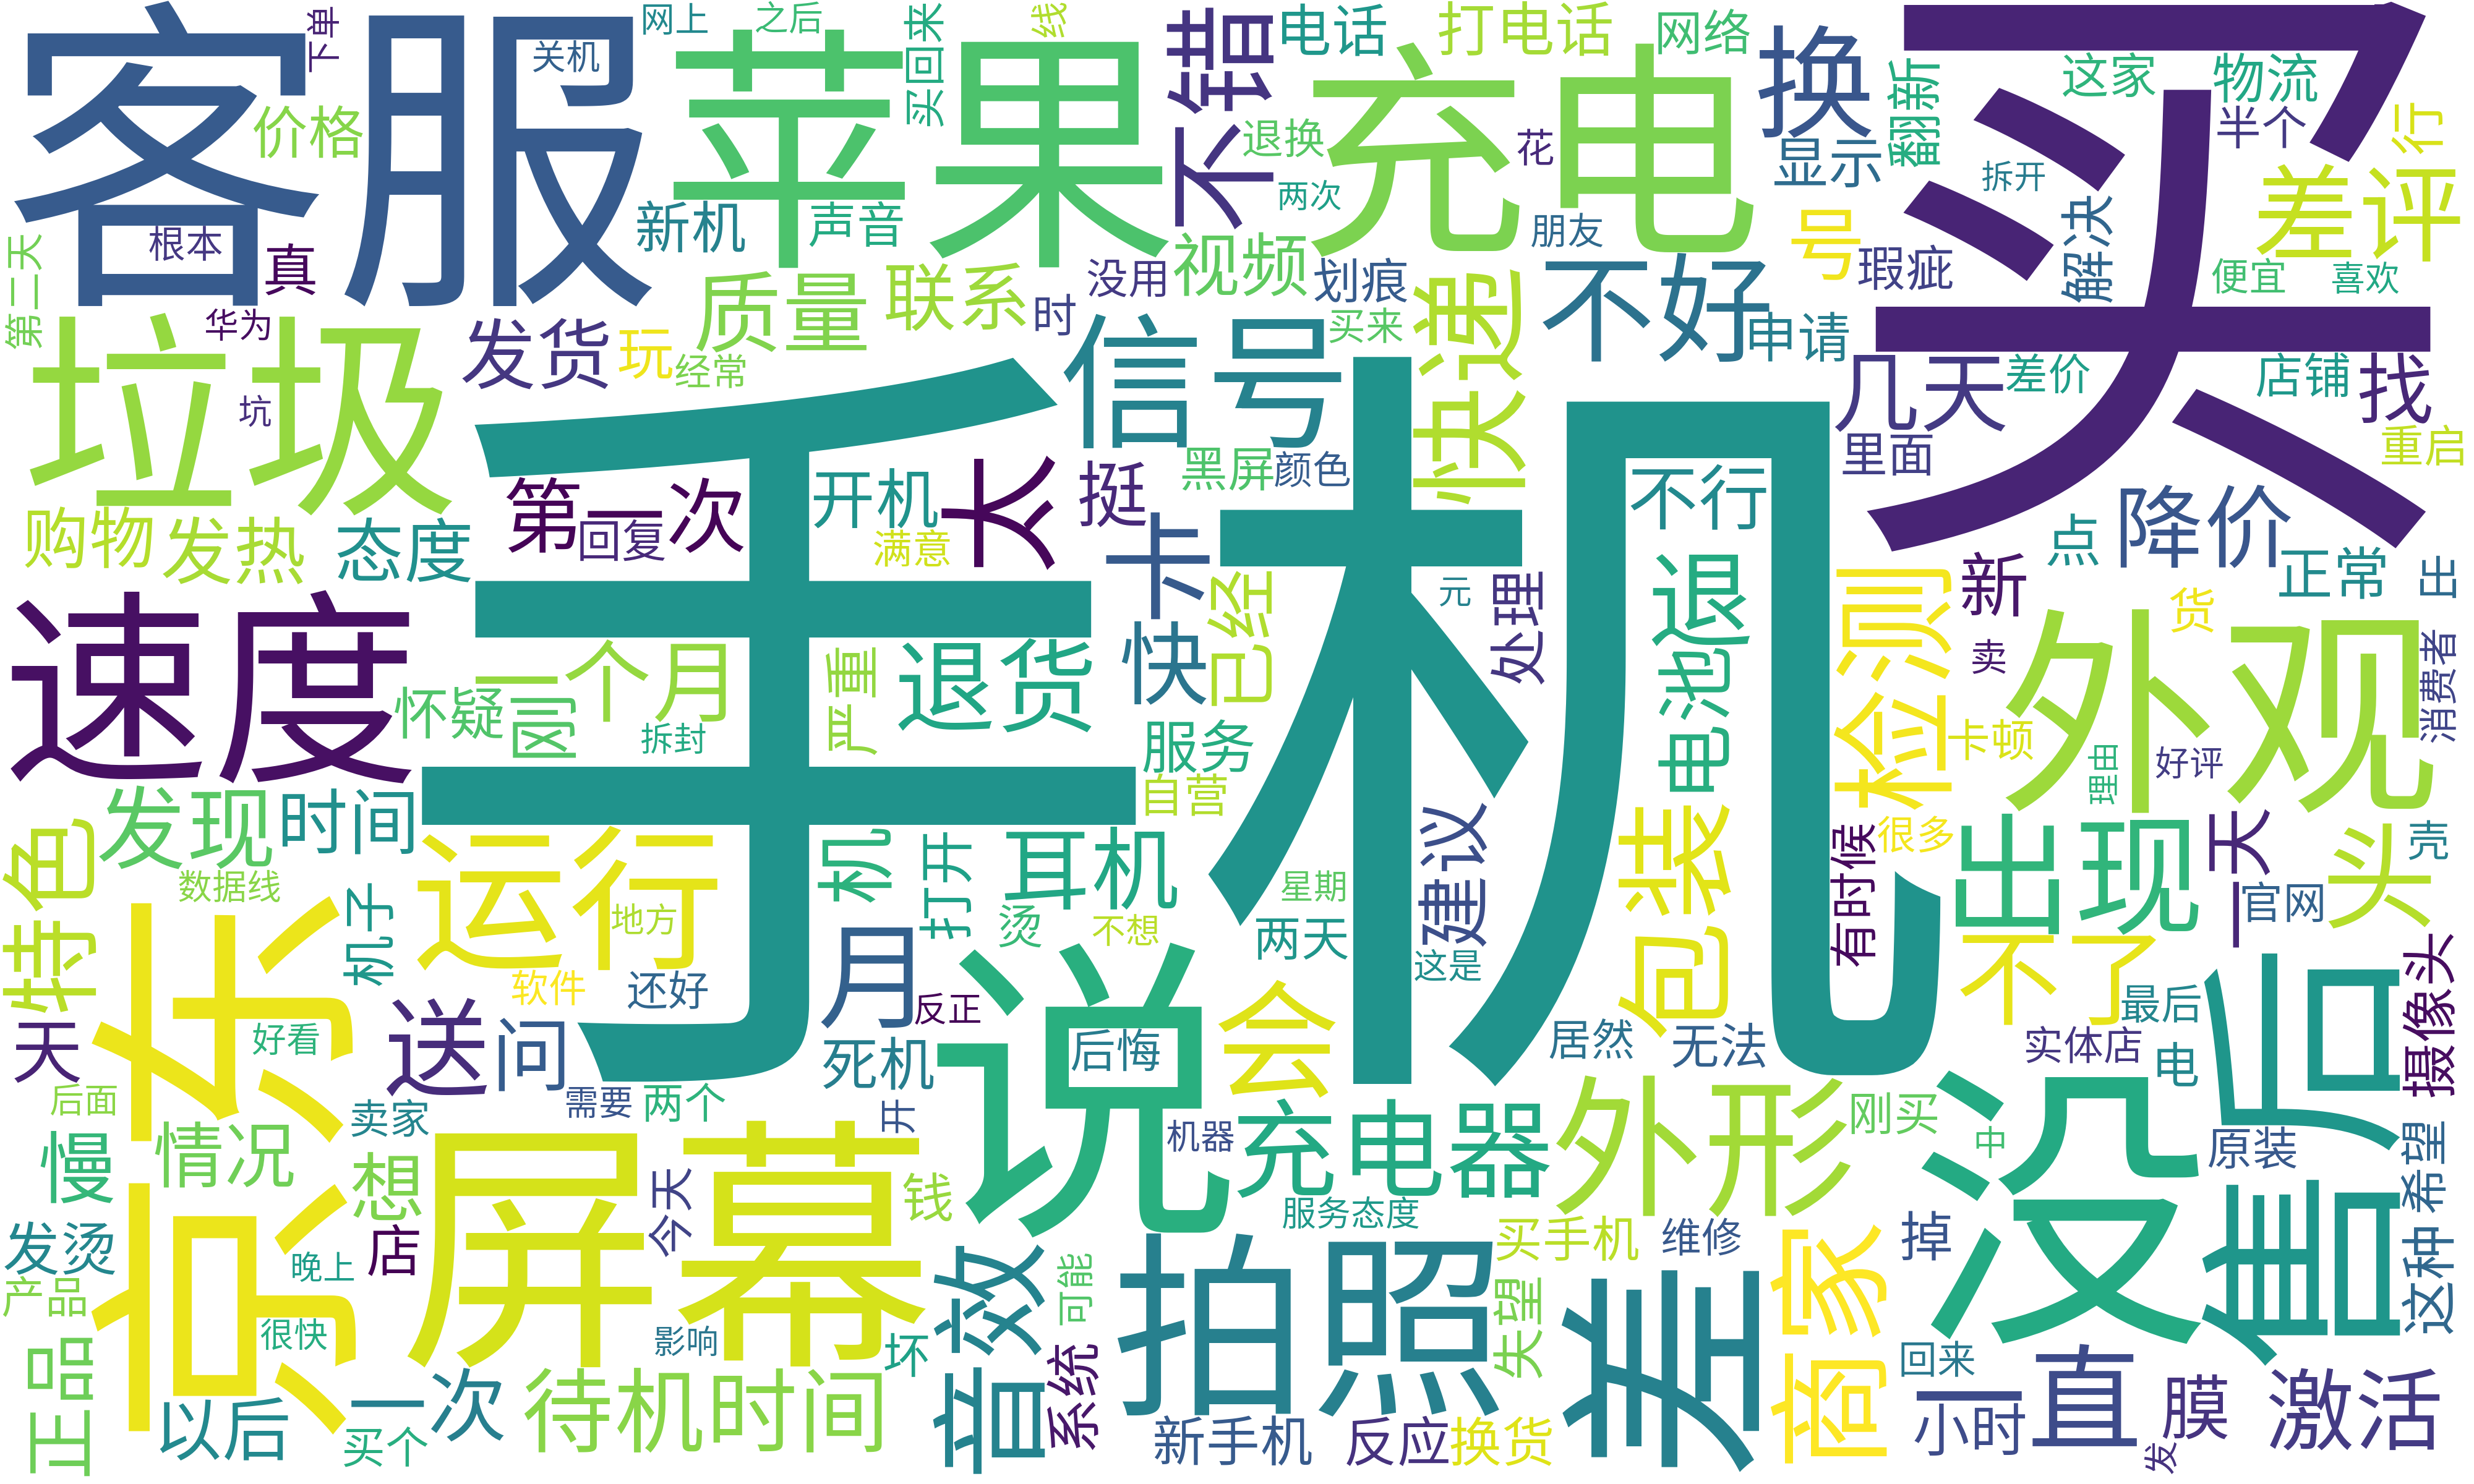 客服
下单
关机
网上
之后
买回来
线
苹果
不错
电话
打电话
网络
充电
换
翻新
这家
物流
买
半个
行
价格
根本
真
第二天
华为
新机
声音
退换
两次
花
朋友
显示
号
瑕疵
解决
拆开
差评
便宜
喜欢
质量
联系
时
没用
视频
划痕
买来
快速
不好
申请
几天
差价
店铺
找
重启
里面
垃圾
坑
发货
玩
经常
信号
手机
黑屏
颜色
挺
太
购物
发热
态度
第一次
回复
开机
满意
卡
不行
降价
点
正常
新
出
速度
怀疑
刚
一个月
拆封
严重
退货
快
已经
元
处理
退
电池
检测
卖
货
外观
消费者
卡顿
理由
好评
服务
自营
发现
时间
特色
数据线
运行
地方
机
打开
耳机
烫
不想
星期
两天
建议
这是
包装
有时候
很多
出现
一天
官网
头
壳
京东
机子
软件
还好
月
反正
说
后悔
会
居然
无法
不了
最后
售后
摄像头
天
好看
送
问
死机
实体店
电
后面
卖家
需要
两个
开
机器
充电器
外形
刚买
没
中
原装
希望
慢
情况
想
屏幕
今天
钱
服务态度
买手机
维修
掉
这种
发烫
晚上
店
产品
很快
影响
坏
音效
可能
系统
拍照
失望
差
商家
回来
正品
以后
买个
一次
待机时间
新手机
反应
换货
小时
一直
发
膜
激活